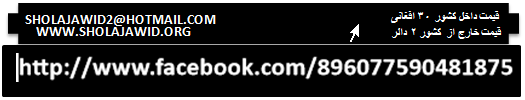 SHOLAJAWID2@HOTMAIL.COM
WWW.SHOLAJAWID.ORG
قیمت داخل کشور ۳۰ افغانی
قیمت خارج از کشور ۲ دالر
http://www.facebook.com/896077590481875